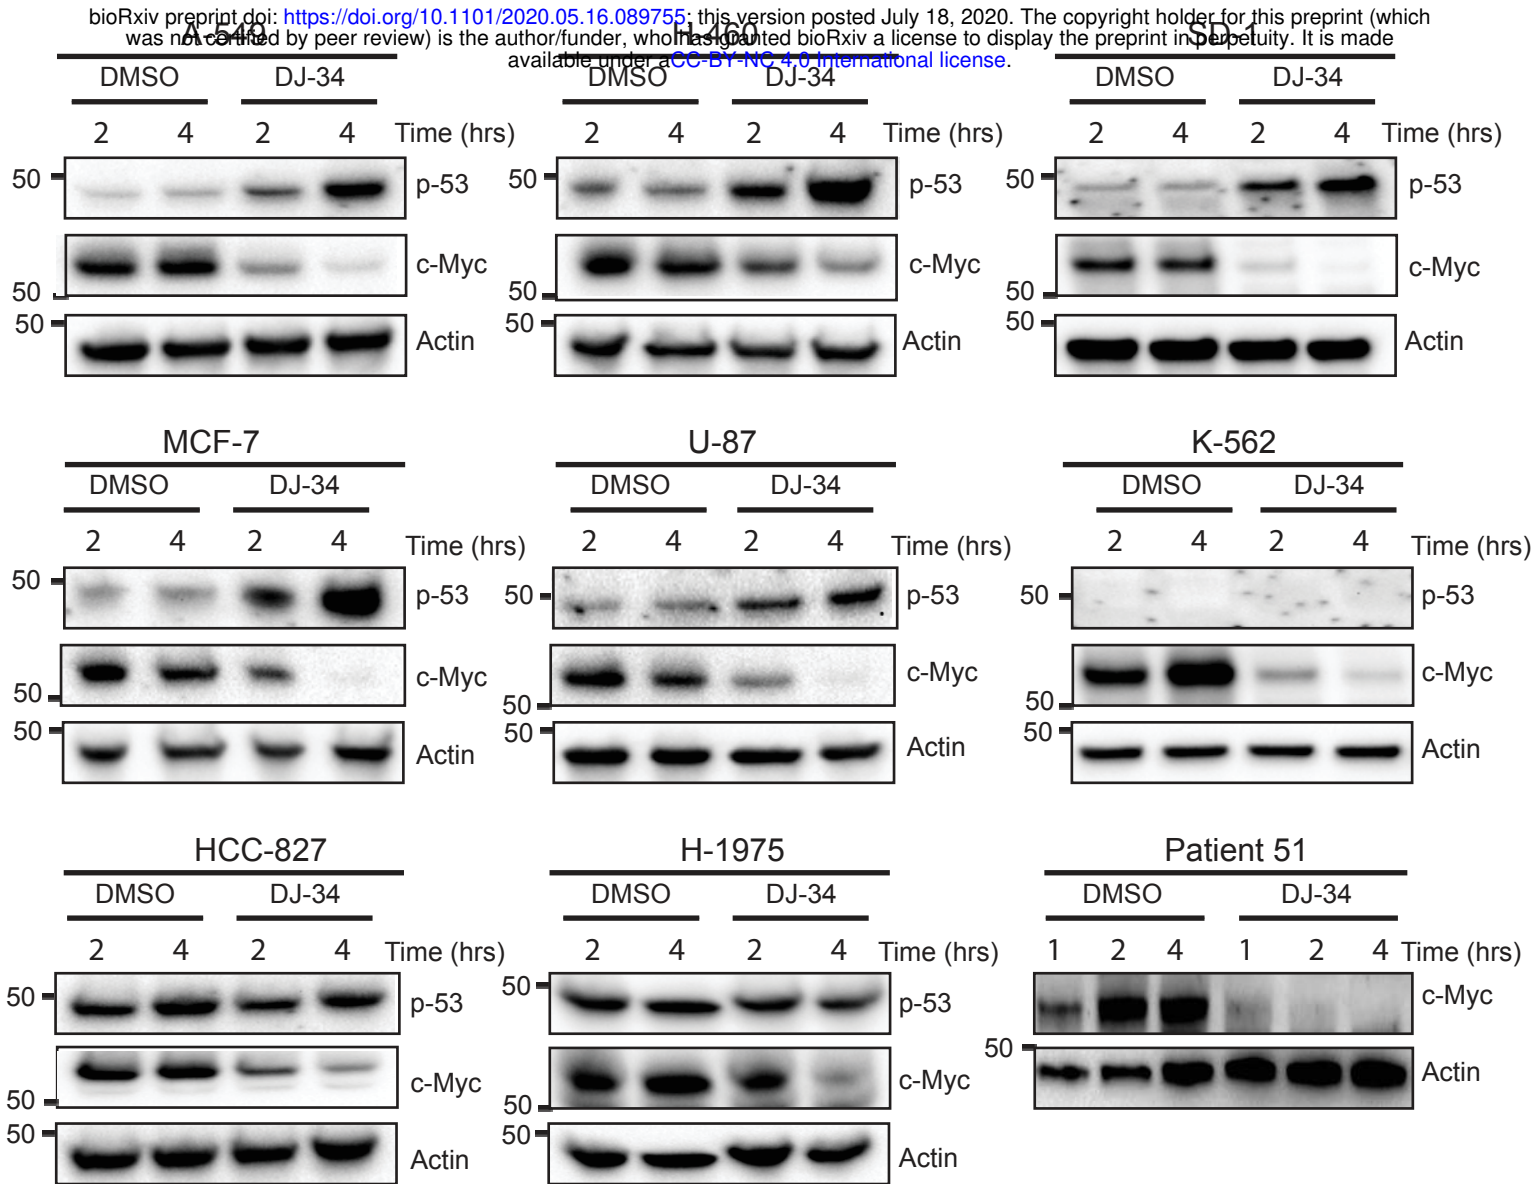 bioRxiv preprint doi: https://doi.org/10.1101/2020.05.16.089755; this version posted July 18, 2020. The copyright holder for this preprint (which
was not certified by peer review) is the author/funder, who has granted bioRxiv a license to display the preprint in perpetuity. It is made
available under aCC-BY-NC 4.0 International license.
A-549 H-460 SD-1
DMSO DJ-34 DMSO DJ-34 DMSO DJ-34
2 4 2 4 Time (hrs) 2 4 2 4 Time (hrs) 2 4 2 4 Time (hrs)
50 p-53 50 p-53 50 p-53
c-Myc c-Myc c-Myc
50 50 50
50 Actin 50 Actin 50 Actin
MCF-7 U-87 K-562
DMSO DJ-34 DMSO DJ-34 DMSO DJ-34
2 4 2 4 Time (hrs) 2 4 2 4 Time (hrs) 2 4 2 4 Time (hrs)
50 p-53 50 p-53 50 p-53
c-Myc c-Myc c-Myc
50 50 50
50 Actin 50 Actin 50 Actin
HCC-827 H-1975 Patient 51
DMSO DJ-34 DMSO DJ-34 DMSO DJ-34
2 4 2 4 Time (hrs) 2 4 2 4 Time (hrs) 1 2 4 1 2 4 Time (hrs)
50 p-53 50 p-53 c-Myc
c-Myc c-Myc 50 Actin
50 50
50 Actin 50 Actin